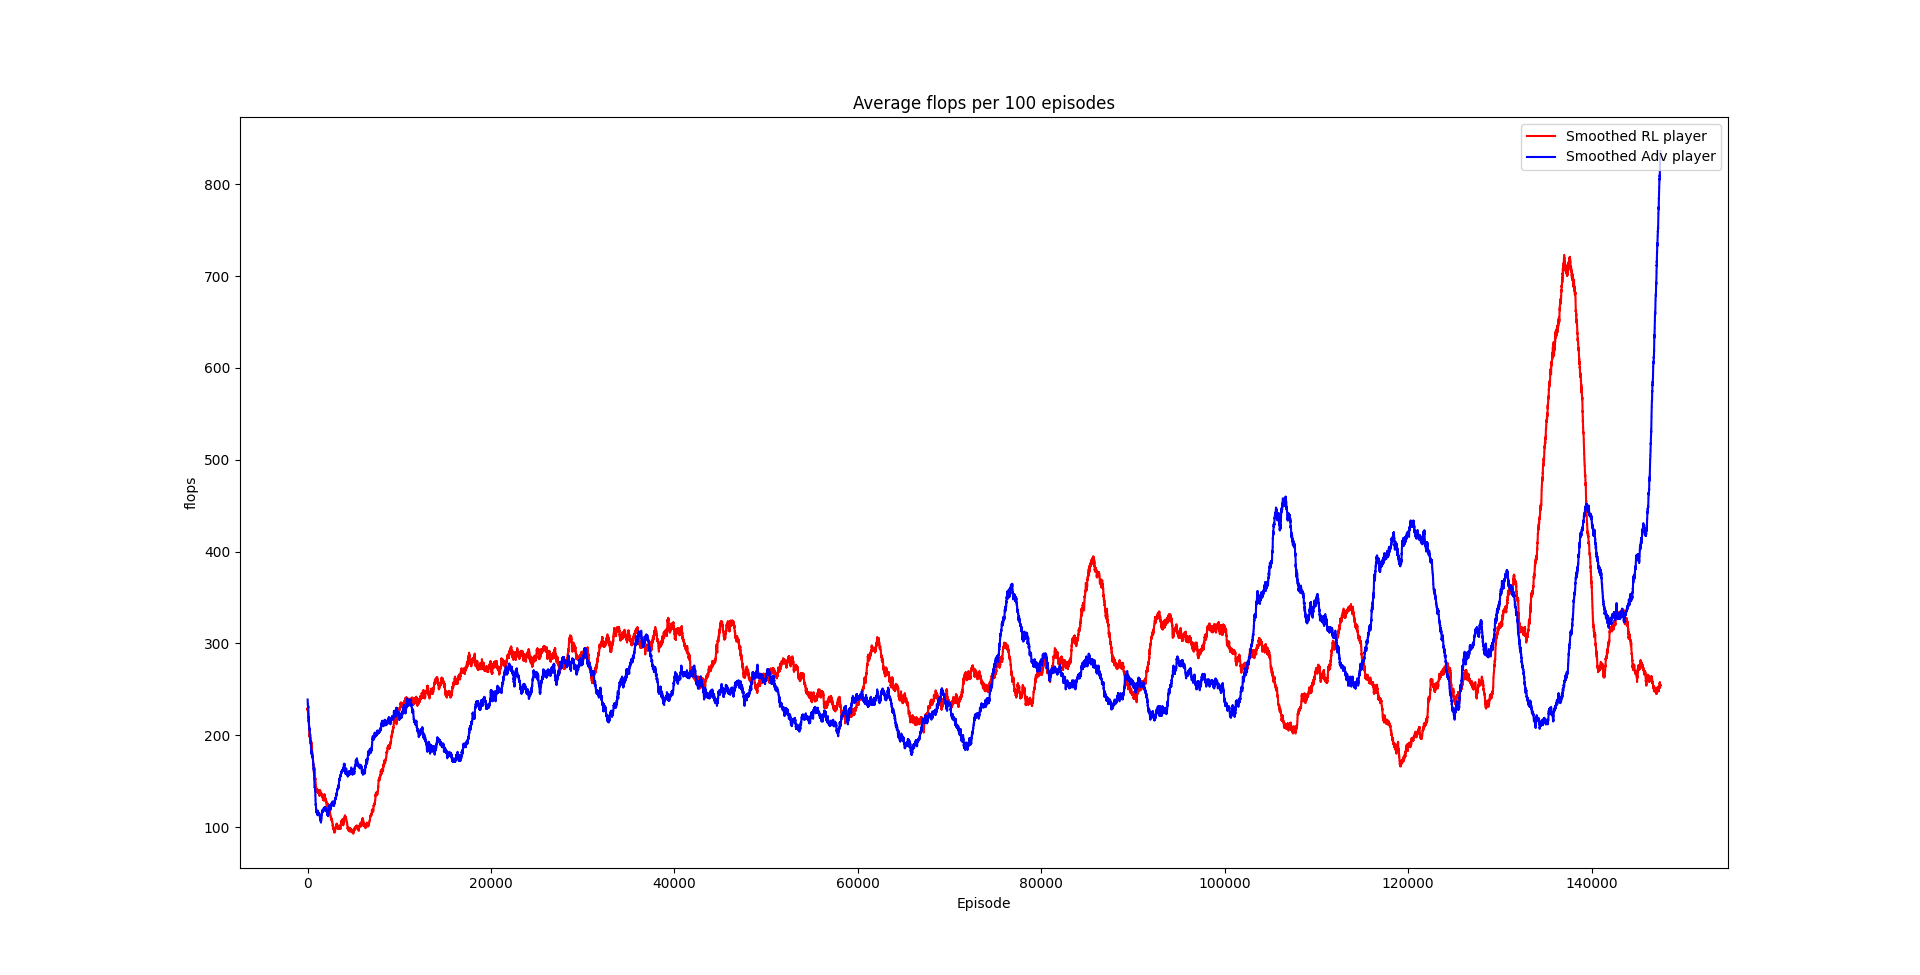 Average flops per 100 episodes
Smoothed RL player
Smoothed Adv player
800
700
600
500
400
300
200
100
flops
0 20000 40000 60000 80000 100000 120000 140000
Episode